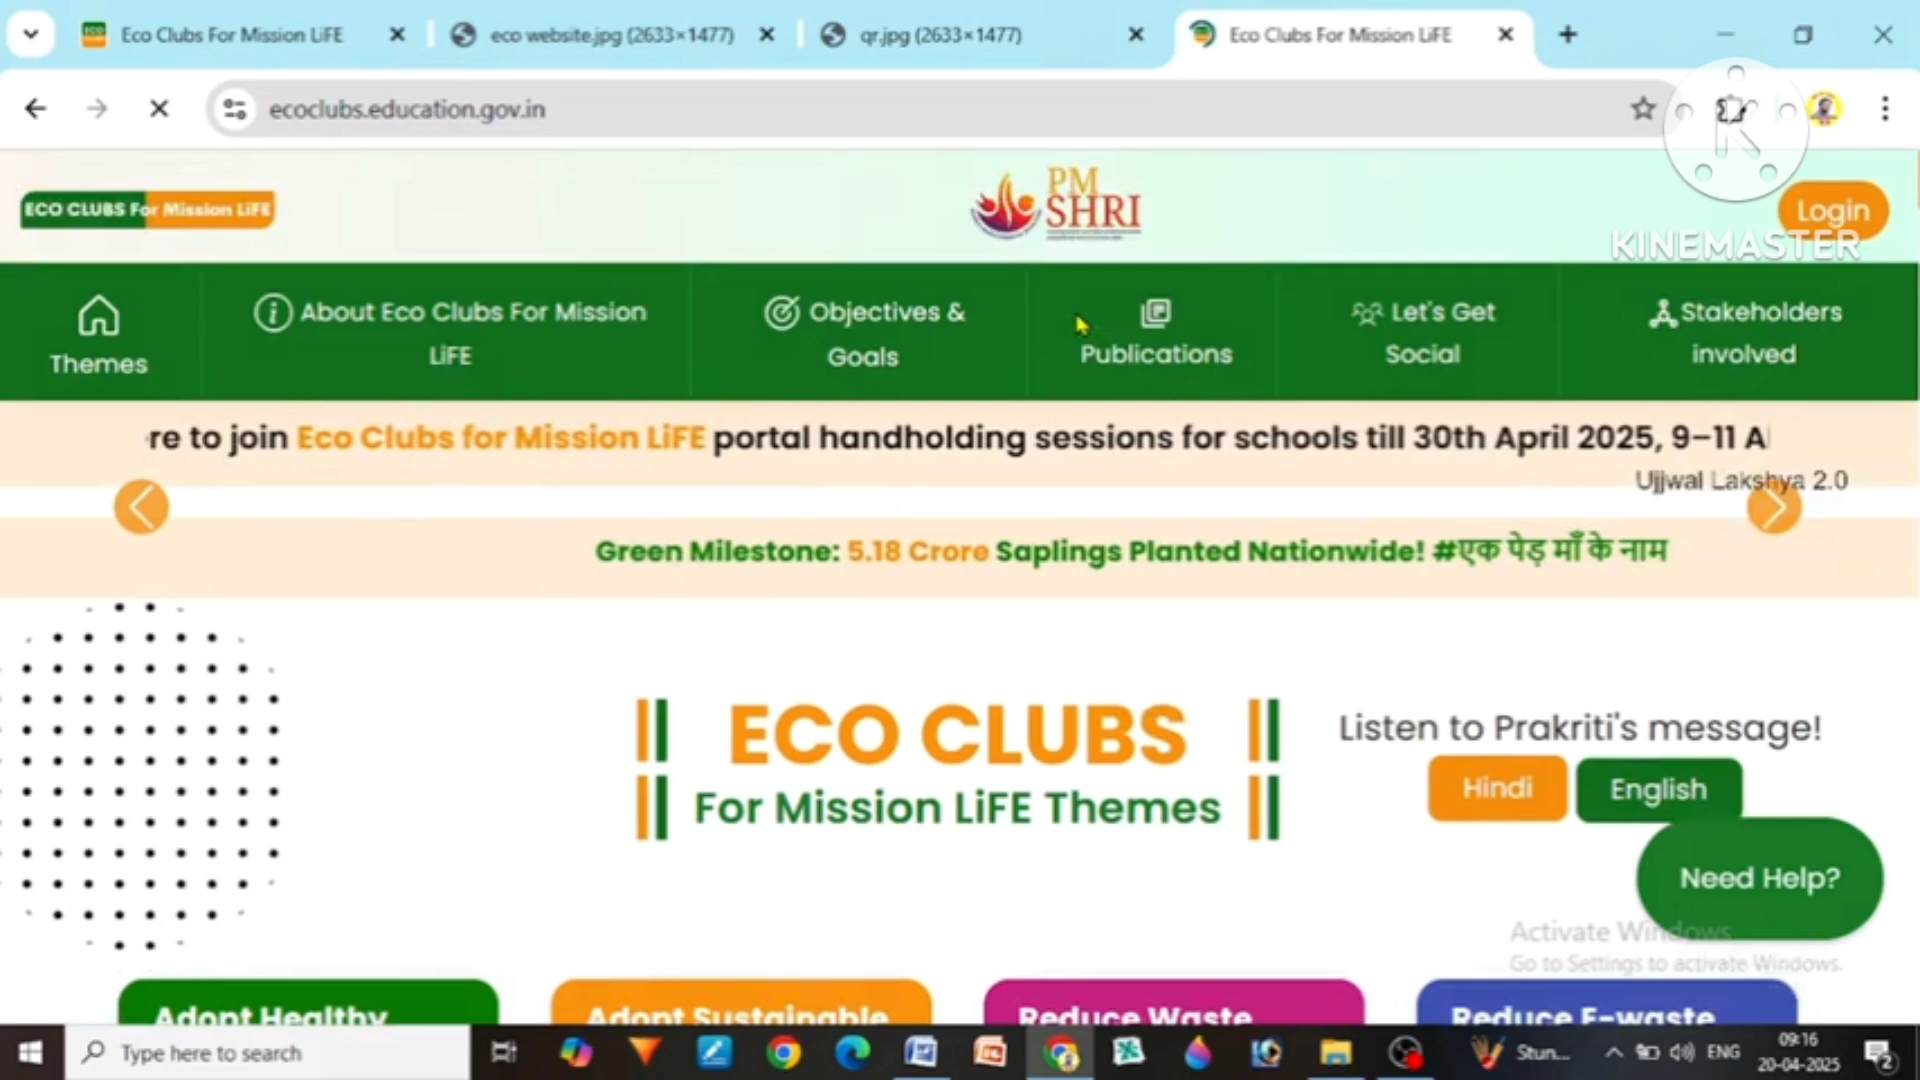 Eco Clubs For Mission LiFE
eco website.jpg (2633×1477)
qr.jpg (2633×1477)
Eco Clubs For Mission LiFE
ecoclubs.education.gov.in
ECO CLUBS For Mission LiFE
PM
SHRI
Login
KINEMASTER
Themes
About Eco Clubs For Mission
LiFE
Objectives &
Goals
Publications
Let's Get
Social
Stakeholders
involved
re to join Eco Clubs for Mission LiFE portal handholding sessions for schools till 30th April 2025, 9–11 A
Ujjwal Lakshya 2.0
Green Milestone: 5.18 Crore Saplings Planted Nationwide! #एक पेड़ माँ के नाम
ECO CLUBS
For Mission LiFE Themes
Listen to Prakriti's message!
Hindi
English
Need Help?
Activate Windows
Go to Settings to activate Windows.
Adopt Healthy
Adopt Sustainable
Reduce Waste
Reduce E-waste
Type here to search
Stun...
ENG
09:16
20-04-2025
2